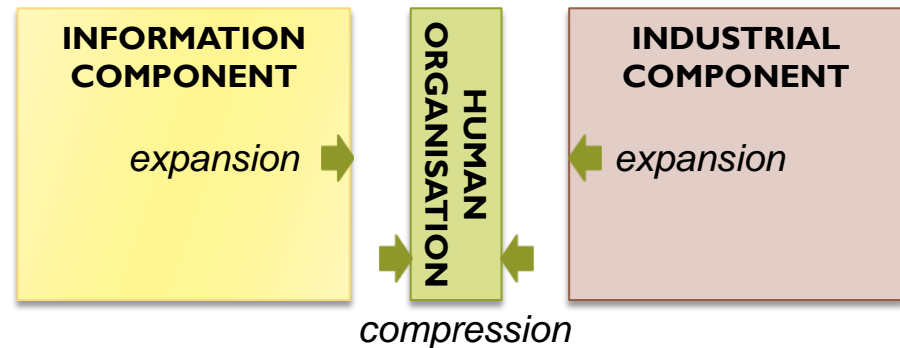 INFORMATION
COMPONENT
expansion
HUMAN
ORGANISATION
INDUSTRIAL
COMPONENT
expansion
compression